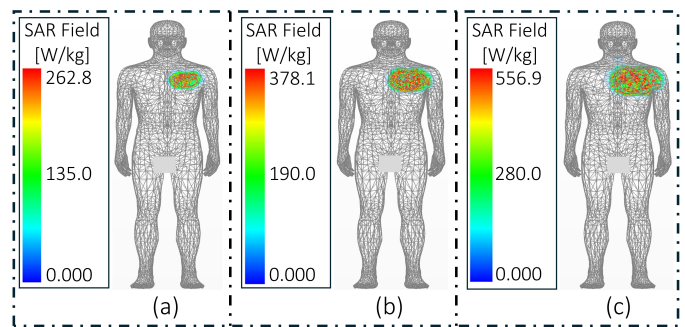 SAR Field
[W/kg]
262.8
135.0
0.000
(a)
SAR Field
[W/kg]
378.1
190.0
0.000
(b)
SAR Field
[W/kg]
556.9
280.0
0.000
(c)